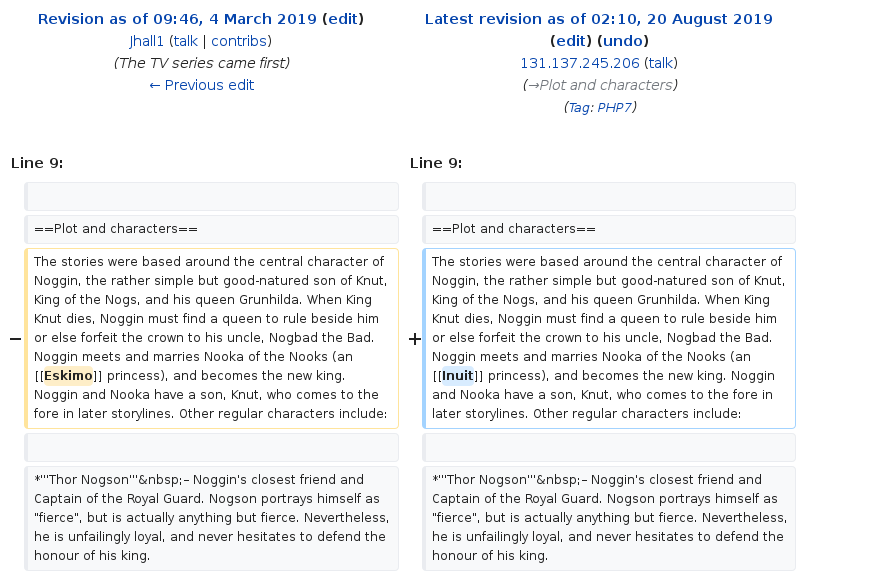 Revision as of 09:46, 4 March 2019 (edit)
Jhall1 (talk | contribs)
(The TV series came first)
← Previous edit
Latest revision as of 02:10, 20 August 2019
(edit) (undo)
131.137.245.206 (talk)
(→Plot and characters)
(Tag: PHP7)
Line 9:
Line 9:
==Plot and characters==
==Plot and characters==
−
The stories were based around the central character of
Noggin, the rather simple but good-natured son of Knut,
King of the Nogs, and his queen Grunhilda. When King
Knut dies, Noggin must find a queen to rule beside him
or else forfeit the crown to his uncle, Nogbad the Bad.
Noggin meets and marries Nooka of the Nooks (an
[[Eskimo]] princess), and becomes the new king.
Noggin and Nooka have a son, Knut, who comes to the
fore in later storylines. Other regular characters include:
+
The stories were based around the central character of
Noggin, the rather simple but good-natured son of Knut,
King of the Nogs, and his queen Grunhilda. When King
Knut dies, Noggin must find a queen to rule beside him
or else forfeit the crown to his uncle, Nogbad the Bad.
Noggin meets and marries Nooka of the Nooks (an
[[Inuit]] princess), and becomes the new king. Noggin
and Nooka have a son, Knut, who comes to the fore in
later storylines. Other regular characters include:
*'''Thor Nogson'''&nbsp;– Noggin's closest friend and
Captain of the Royal Guard. Nogson portrays himself as
"fierce", but is actually anything but fierce. Nevertheless,
he is unfailingly loyal, and never hesitates to defend the
honour of his king.
*'''Thor Nogson'''&nbsp;– Noggin's closest friend and
Captain of the Royal Guard. Nogson portrays himself as
"fierce", but is actually anything but fierce. Nevertheless,
he is unfailingly loyal, and never hesitates to defend the
honour of his king.